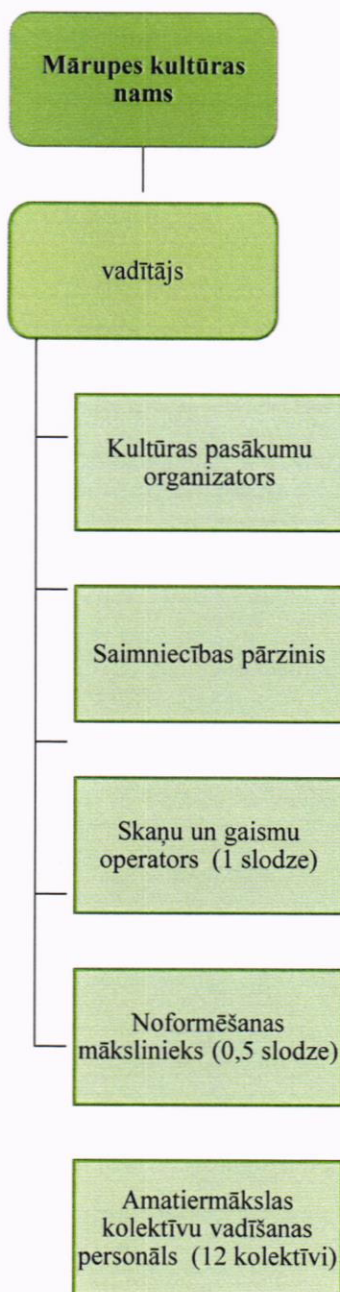 Mārupes kultūras
nams
vadītājs
Kultūras pasākumu
organizators
Saimniecības pārzinis
Skaņu un gaismu
operators (1 slodze)
Noformēšanas
mākslinieks (0,5 slodze)
Amatiermākslas
kolektīvu vadīšanas
personāls (12 kolektīvi)